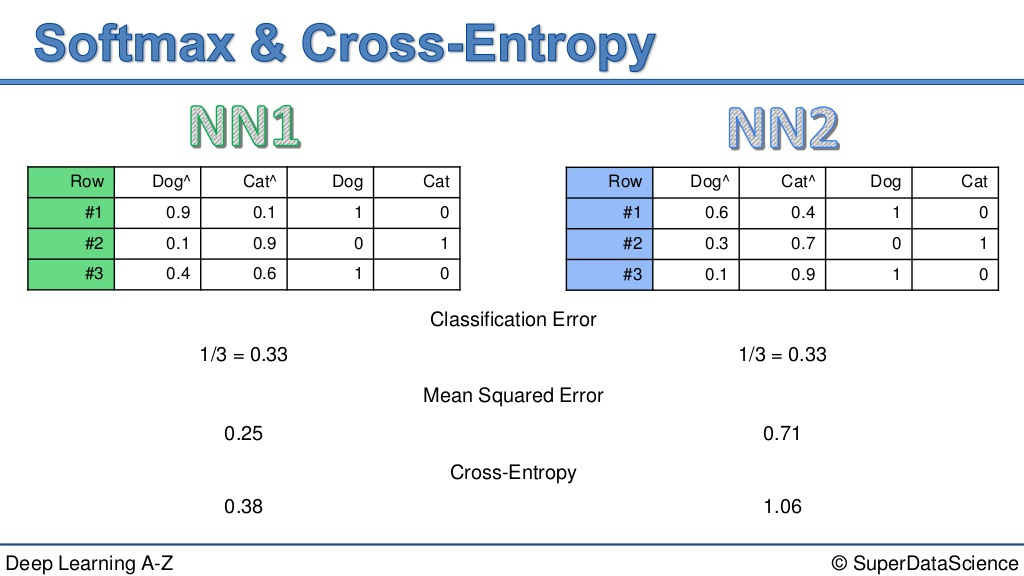 Softmax & Cross-Entropy
NN1
NN2
Row Dog^ Cat^ Dog Cat
#1 0.9 0.1 1 0
#2 0.1 0.9 0 1
#3 0.4 0.6 1 0
Row Dog^ Cat^ Dog Cat
#1 0.6 0.4 1 0
#2 0.3 0.7 0 1
#3 0.1 0.9 1 0
Classification Error
1/3 = 0.33
1/3 = 0.33
Mean Squared Error
0.25
0.71
Cross-Entropy
0.38
1.06
Deep Learning A-Z
© SuperDataScience